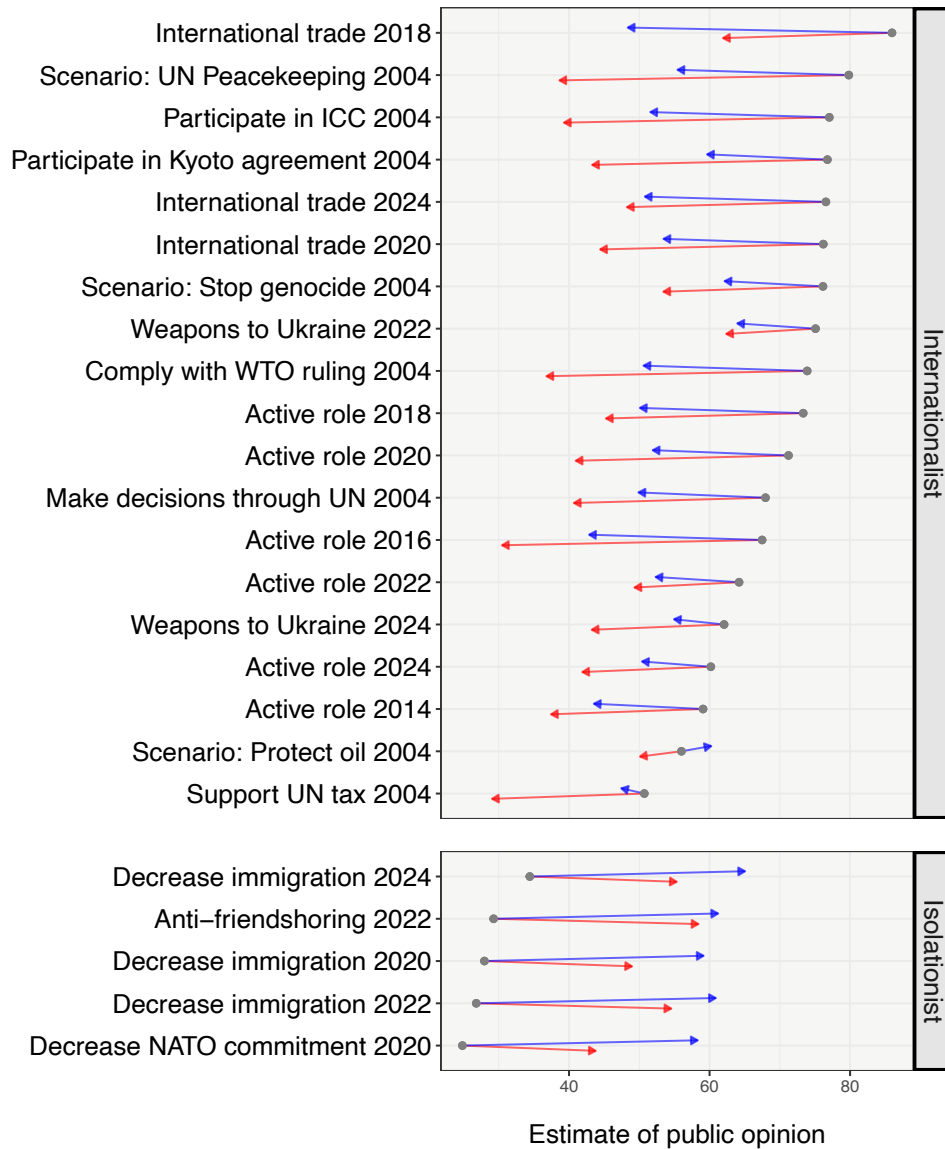 International trade 2018
Scenario: UN Peacekeeping 2004
Participate in ICC 2004
Participate in Kyoto agreement 2004
International trade 2024
International trade 2020
Scenario: Stop genocide 2004
Weapons to Ukraine 2022
Comply with WTO ruling 2004
Active role 2018
Active role 2020
Make decisions through UN 2004
Active role 2016
Active role 2022
Weapons to Ukraine 2024
Active role 2024
Active role 2014
Scenario: Protect oil 2004
Support UN tax 2004
Internationalist
Decrease immigration 2024
Anti−friendshoring 2022
Decrease immigration 2020
Decrease immigration 2022
Decrease NATO commitment 2020
Isolationist
40 60 80
Estimate of public opinion